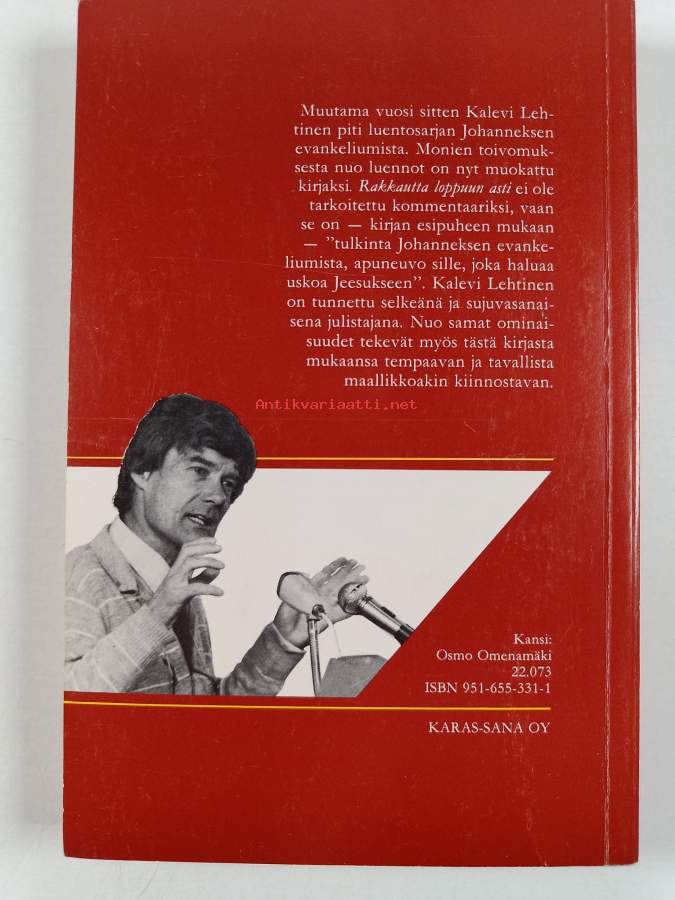 Muutama vuosi sitten Kalevi Leh-
tinen piti luentosarjan Johanneksen
evankeliumista. Monien toivomuk-
sesta nuo luennot on nyt muokattu
kirjaksi. Rakkautta loppuun asti ei ole
tarkoitettu kommentaariksi, vaan
se on — kirjan esipuheen mukaan
— ”tulkinta Johanneksen evanke-
liumista, apuneuvo sille, joka haluaa
uskoa Jeesukseen”. Kalevi Lehtinen
on tunnettu selkeänä ja sujuvasanai-
sena julistajana. Nuo samat ominai-
suudet tekevät myös tästä kirjasta
mukaansa tempaavan ja tavallista
maallikkoakin kiinnostavan.
Antikvariaatti.net
Kansi:
Osmo Omenamäki
22.073
ISBN 951-655-331-1
KARAS-SANA OY